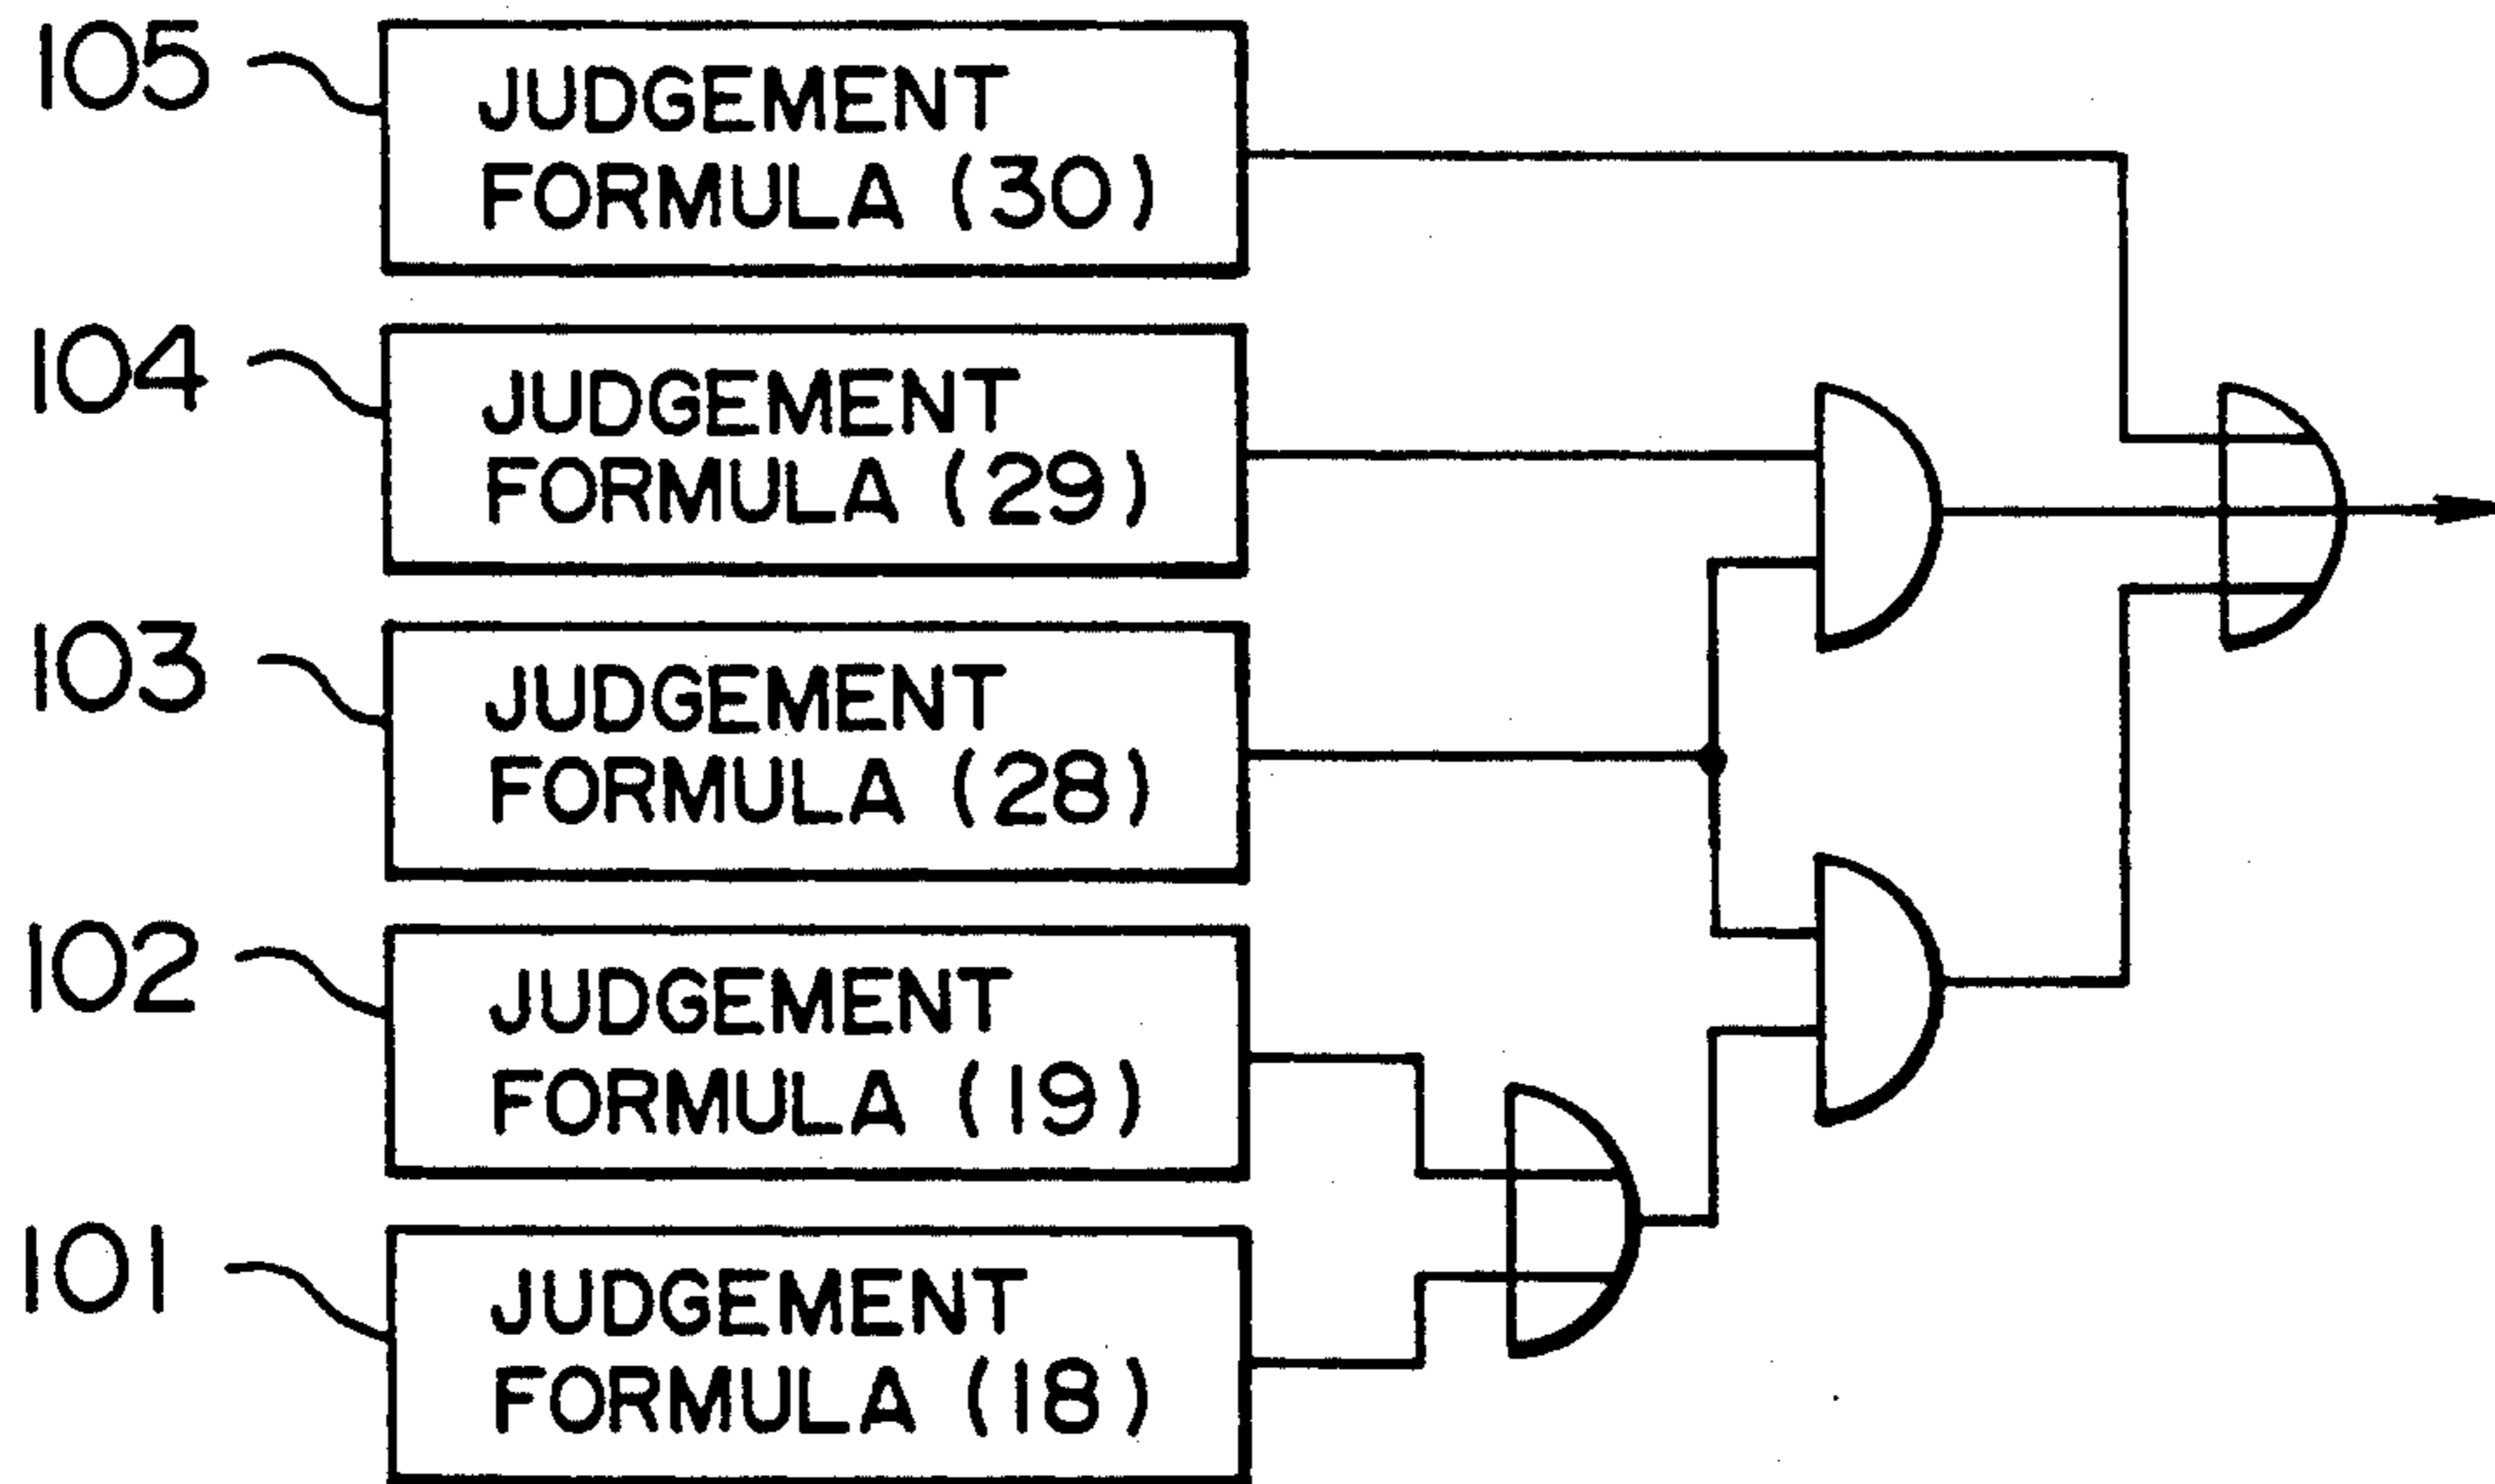 105
JUDGEMENT
FORMULA (30)
104
JUDGEMENT
FORMULA (29)
103
JUDGEMENT
FORMULA (28)
102
JUDGEMENT
FORMULA (19)
101
JUDGEMENT
FORMULA (18)